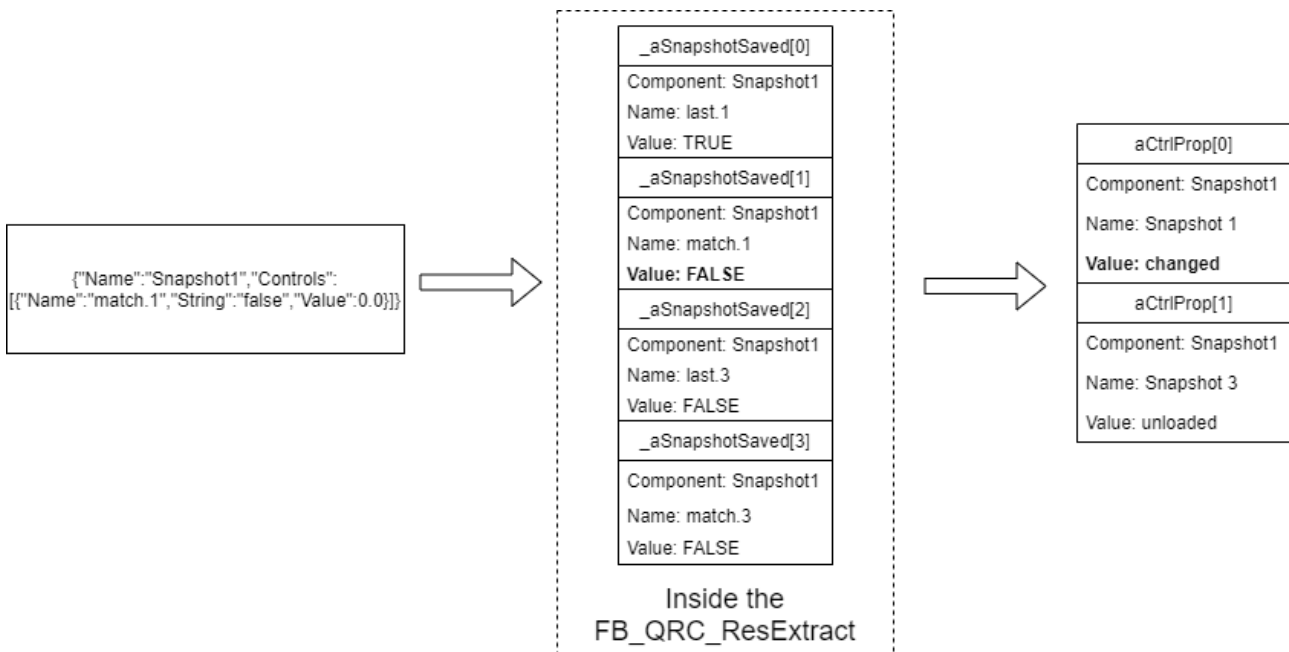 {"Name":"Snapshot1","Controls":
[{"Name":"match.1","String":"false","Value":0.0}]}
_aSnapshotSaved[0]
Component: Snapshot1
Name: last.1
Value: TRUE
_aSnapshotSaved[1]
Component: Snapshot1
Name: match.1
Value: FALSE
_aSnapshotSaved[2]
Component: Snapshot1
Name: last.3
Value: FALSE
_aSnapshotSaved[3]
Component: Snapshot1
Name: match.3
Value: FALSE
Inside the
FB_QRC_ResExtract
aCtrlProp[0]
Component: Snapshot1
Name: Snapshot 1
Value: changed
aCtrlProp[1]
Component: Snapshot1
Name: Snapshot 3
Value: unloaded